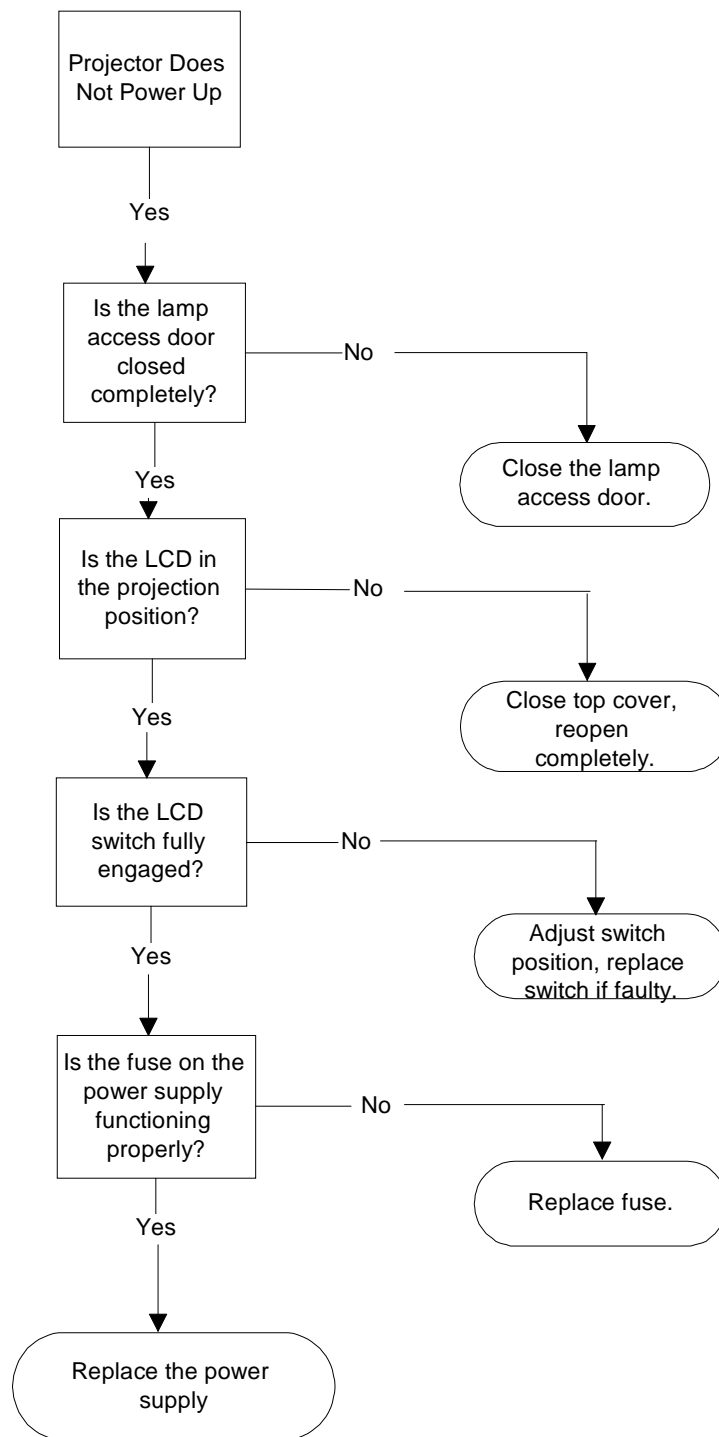 Projector Does
Not Power Up
Yes
Is the lamp
access door
closed
completely?
No
Close the lamp
access door.
Yes
Is the LCD in
the projection
position?
No
Close top cover,
reopen
completely.
Yes
Is the LCD
switch fully
engaged?
No
Adjust switch
position, replace
switch if faulty.
Yes
Is the fuse on the
power supply
functioning
properly?
No
Replace fuse.
Yes
Replace the power
supply